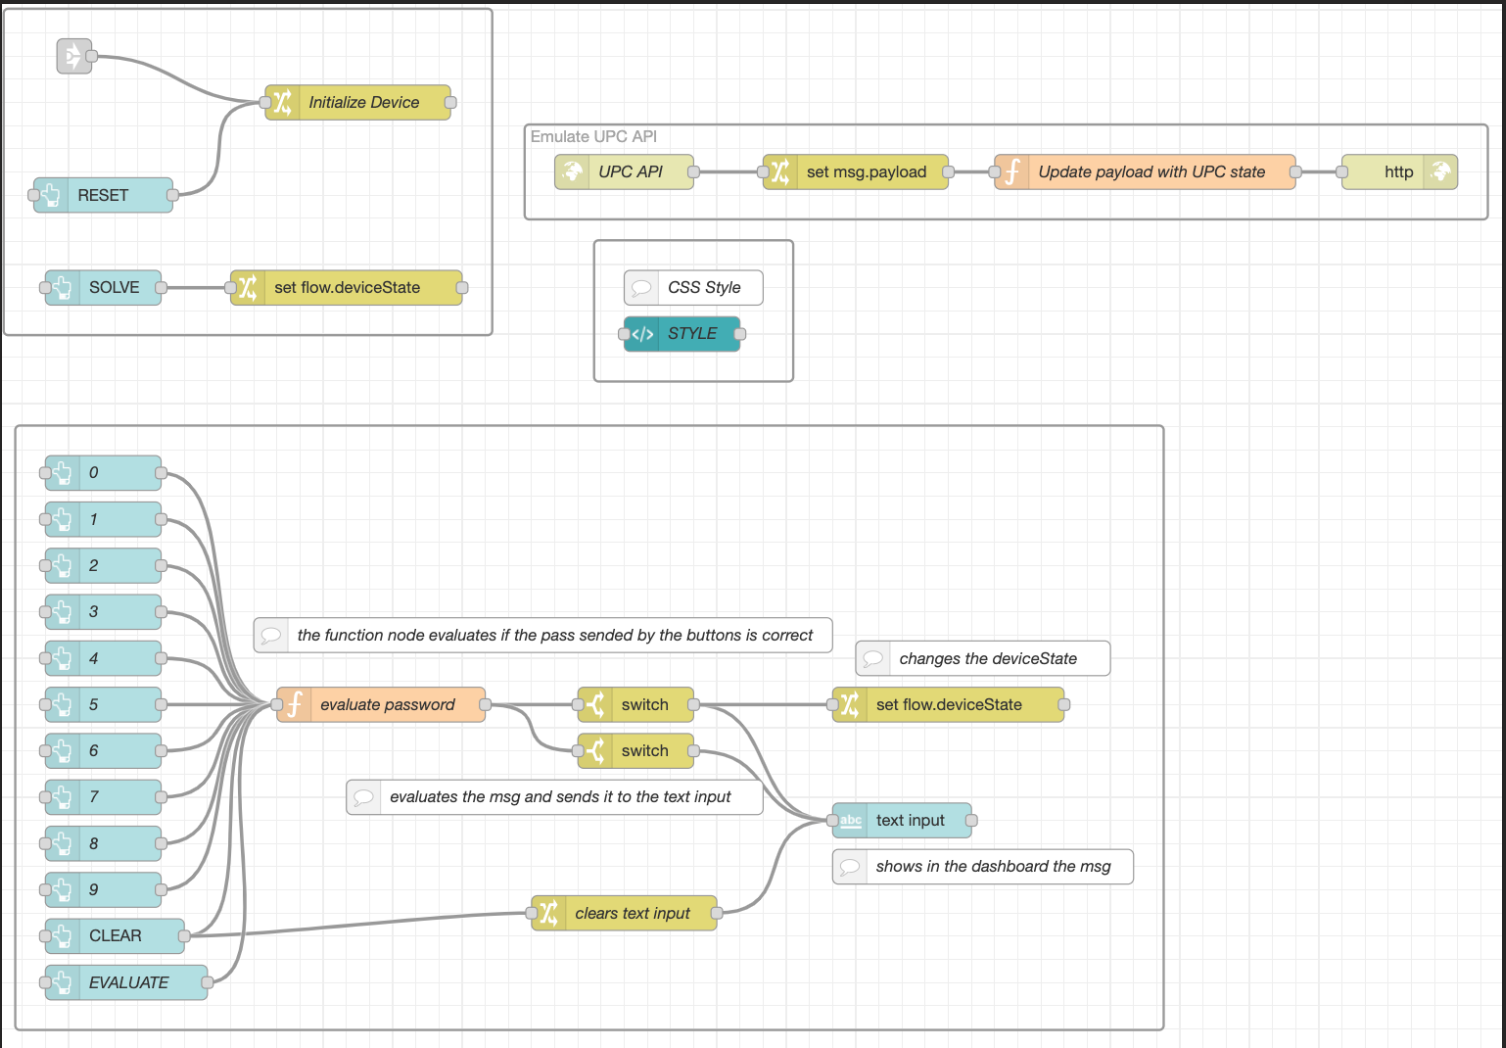 Initialize Device
RESET
SOLVE
set flow.deviceState
Emulate UPC API
UPC API
set msg.payload
f
Update payload with UPC state
http
CSS Style
</>
STYLE
0
1
2
3
4
5
6
7
8
9
CLEAR
EVALUATE
the function node evaluates if the pass sended by the buttons is correct
changes the deviceState
f
evaluate password
switch
set flow.deviceState
switch
evaluates the msg and sends it to the text input
abc
text input
shows in the dashboard the msg
clears text input